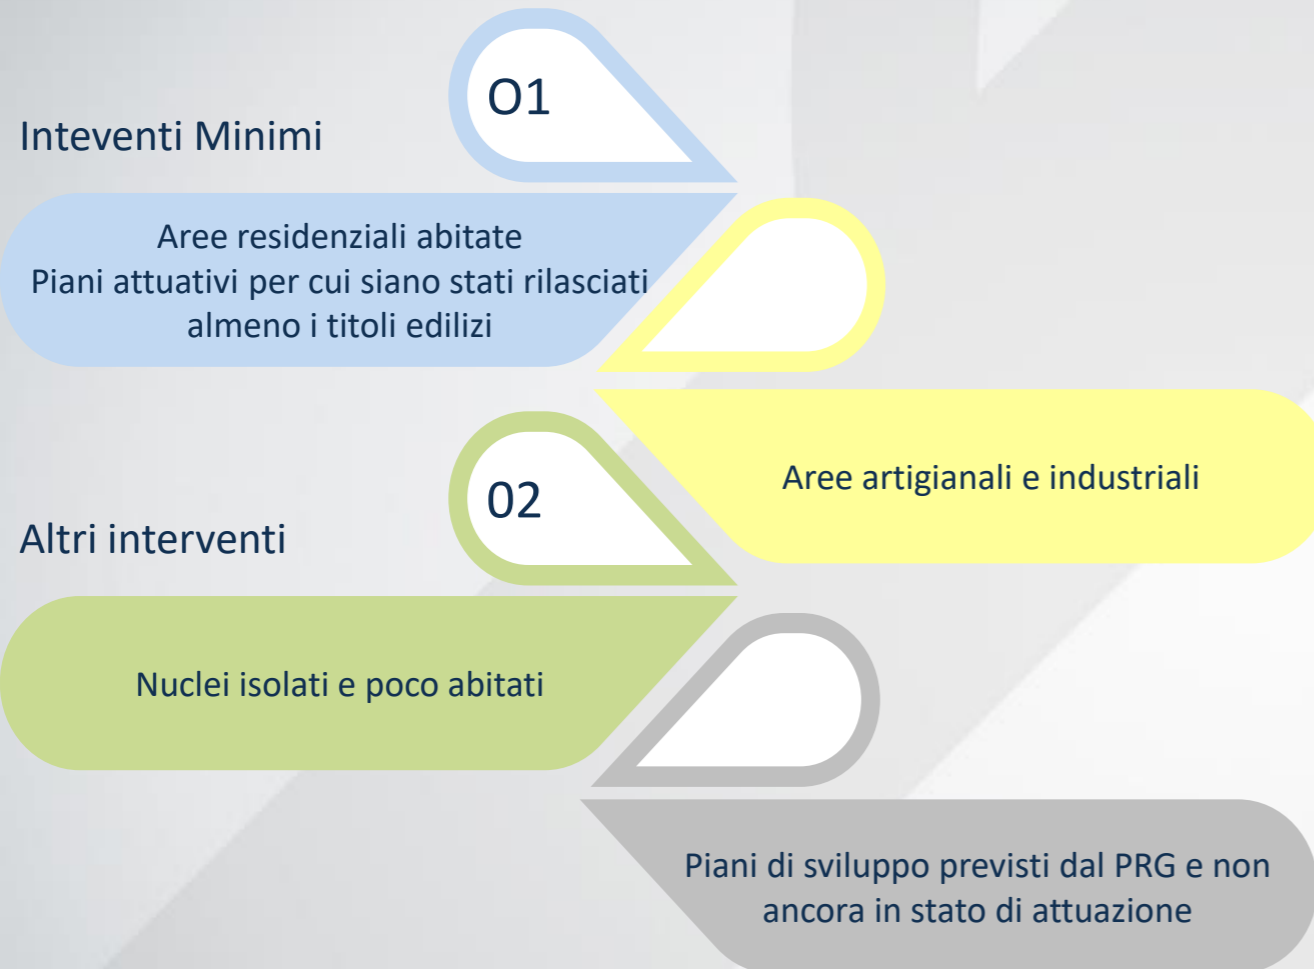 O1
Inteventi Minimi
Aree residenziali abitate
Piani attuativi per cui siano stati rilasciati
almeno i titoli edilizi
Aree artigianali e industriali
02
Altri interventi
Nuclei isolati e poco abitati
Piani di sviluppo previsti dal PRG e non
ancora in stato di attuazione